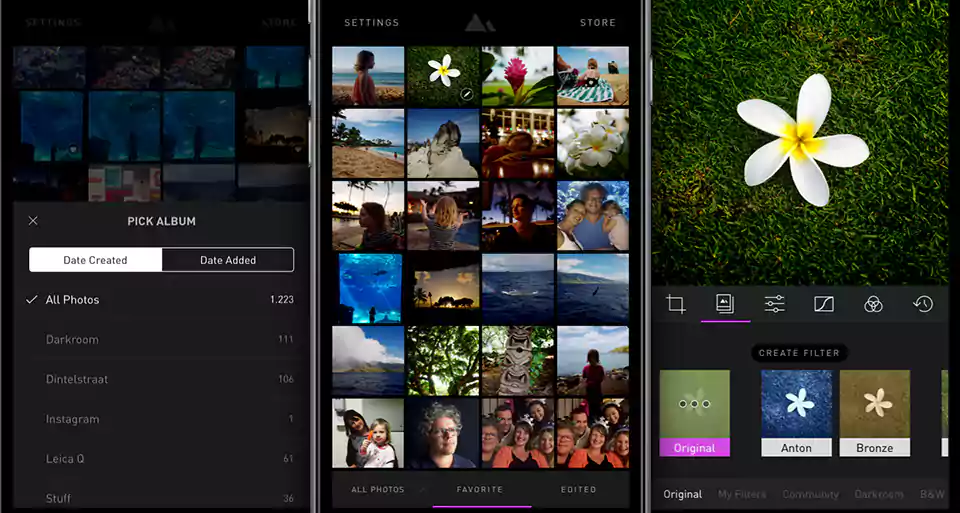 SETTINGS
STORE
PICK ALBUM
Date Created
Date Added
All Photos
1.223
Darkroom
111
Dintelstraat
106
Instagram
1
Leica Q
61
Stuff
36
SETTINGS
STORE
ALL PHOTOS
FAVORITE
EDITED
CREATE FILTER
Original
Anton
Bronze
Original
My Filters
Community
Darkroom
B&W